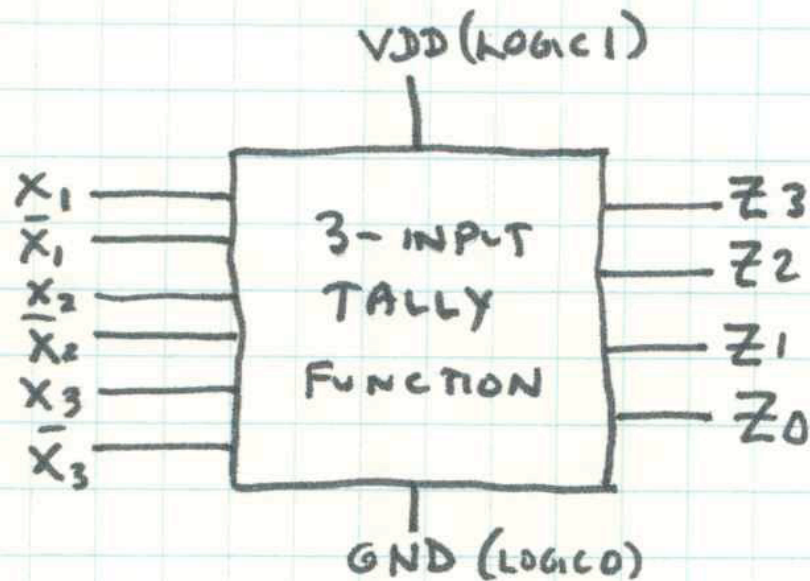 VDD (LOGIC 1)
X₁
X̄₁
X₂
X̄₂
X₃
X̄₃
3-INPUT
TALLY
FUNCTION
Z3
Z2
Z1
Z0
GND (LOGIC 0)